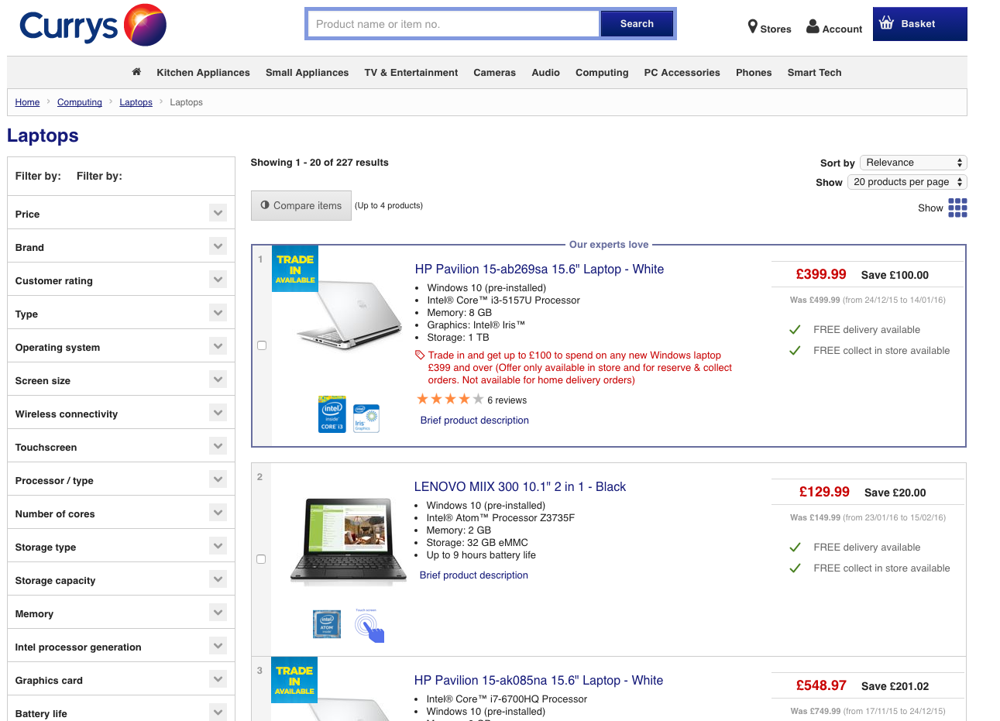 Currys
Product name or item no.
Search
Stores
Account
Basket
Kitchen Appliances
Small Appliances
TV & Entertainment
Cameras
Audio
Computing
PC Accessories
Phones
Smart Tech
Home › Computing › Laptops › Laptops
Laptops
Filter by: Filter by:
Price
Brand
Customer rating
Type
Operating system
Screen size
Wireless connectivity
Touchscreen
Processor / type
Number of cores
Storage type
Storage capacity
Memory
Intel processor generation
Graphics card
Battery life
Showing 1 - 20 of 227 results
Sort by Relevance
Show 20 products per page
Compare items (Up to 4 products)
Show
Our experts love
1
TRADE
IN
AVAILABLE
HP Pavilion 15-ab269sa 15.6" Laptop - White
• Windows 10 (pre-installed)
• Intel® Core™ i3-5157U Processor
• Memory: 8 GB
• Graphics: Intel® Iris™
• Storage: 1 TB
Trade in and get up to £100 to spend on any new Windows laptop
£399 and over (Offer only available in store and for reserve & collect
orders. Not available for home delivery orders)
6 reviews
Brief product description
intel
inside
CORE i3
intel
Iris
Graphics
£399.99 Save £100.00
Was £499.99 (from 24/12/15 to 14/01/16)
FREE delivery available
FREE collect in store available
2
LENOVO MIIX 300 10.1" 2 in 1 - Black
• Windows 10 (pre-installed)
• Intel® Atom™ Processor Z3735F
• Memory: 2 GB
• Storage: 32 GB eMMC
• Up to 9 hours battery life
Brief product description
intel
inside
ATOM
Touch screen
£129.99 Save £20.00
Was £149.99 (from 23/01/16 to 15/02/16)
FREE delivery available
FREE collect in store available
3
TRADE
IN
AVAILABLE
HP Pavilion 15-ak085na 15.6" Laptop - White
• Intel® Core™ i7-6700HQ Processor
• Windows 10 (pre-installed)
£548.97 Save £201.02
Was £749.99 (from 17/11/15 to 24/12/15)